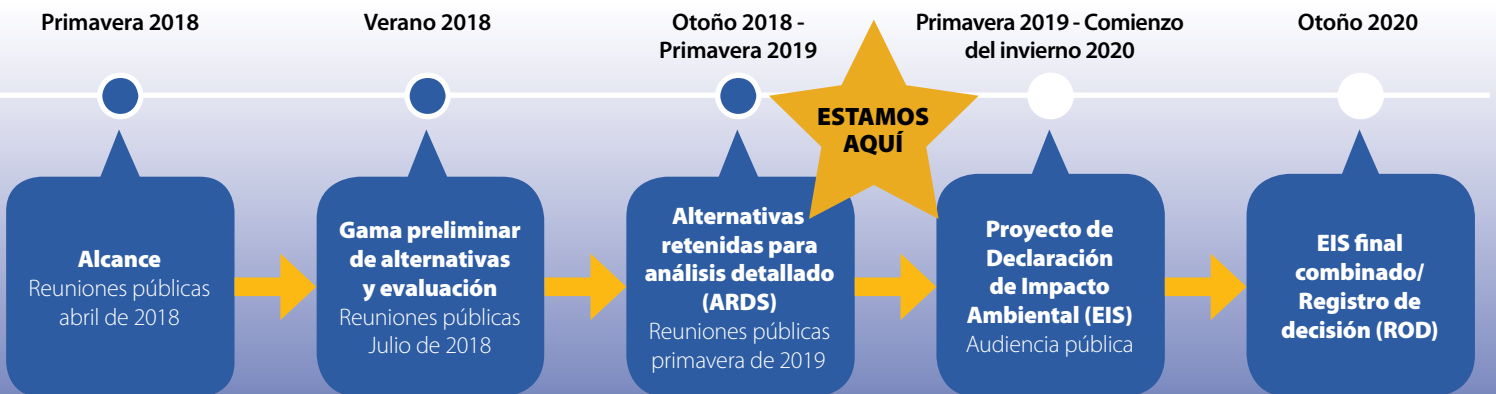 Primavera 2018
Verano 2018
Otoño 2018 -
Primavera 2019
Primavera 2019 - Comienzo
del invierno 2020
Otoño 2020
ESTAMOS
AQUÍ
Alcance
Reuniones públicas
abril de 2018
Gama preliminar
de alternativas
y evaluación
Reuniones públicas
Julio de 2018
Alternativas
retenidas para
análisis detallado
(ARDS)
Reuniones públicas
primavera de 2019
Proyecto de
Declaración
de Impacto
Ambiental (EIS)
Audiencia pública
EIS final
combinado/
Registro de
decisión (ROD)